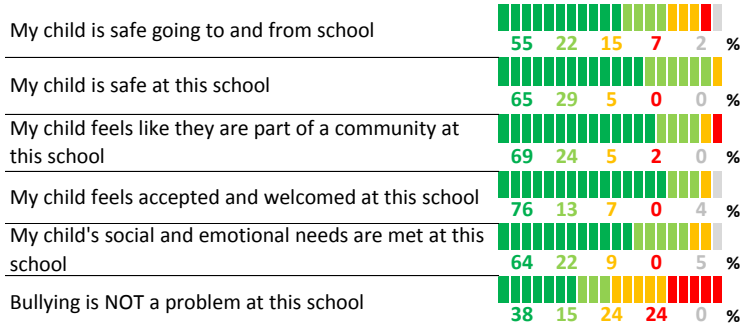 My child is safe going to and from school
55 22 15 7 2 %
My child is safe at this school
65 29 5 0 0 %
My child feels like they are part of a community at
this school
69 24 5 2 0 %
My child feels accepted and welcomed at this school
76 13 7 0 4 %
My child's social and emotional needs are met at this
school
64 22 9 0 5 %
Bullying is NOT a problem at this school
38 15 24 24 0 %